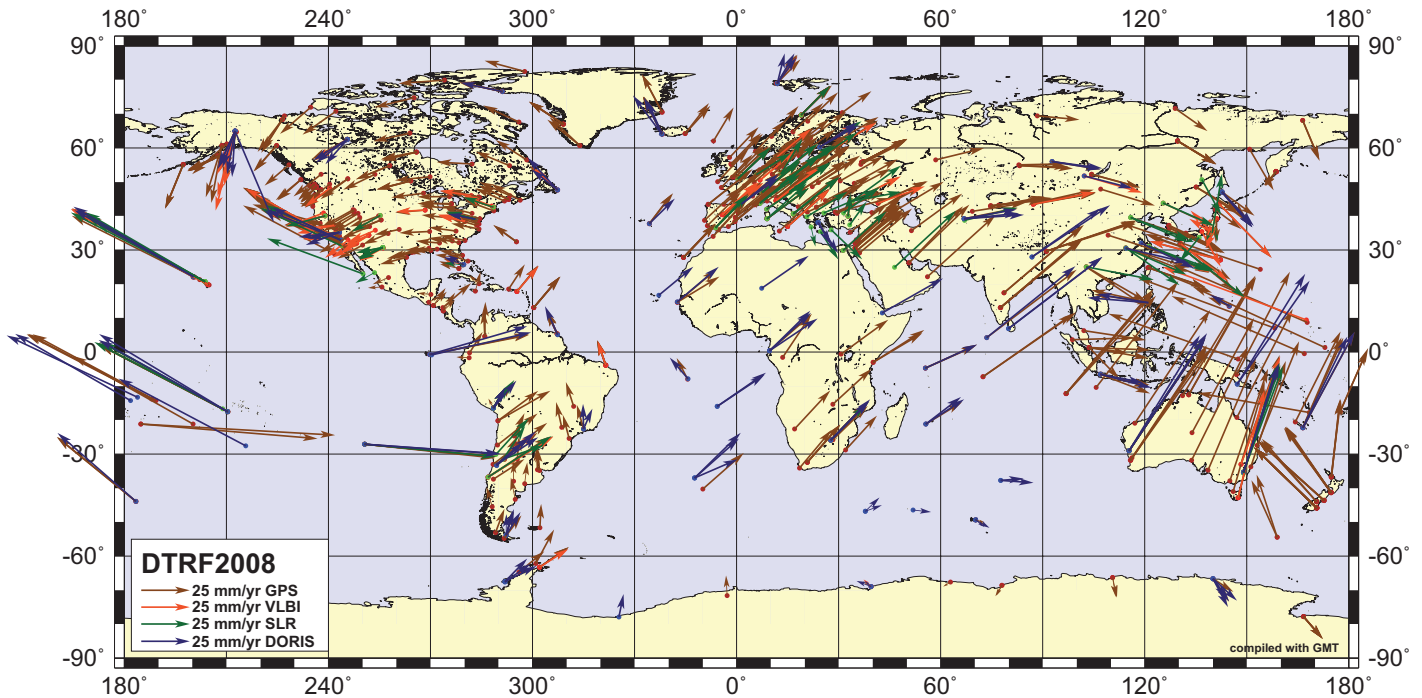 180° 240° 300° 0° 60° 120° 180°
90° 90°
60° 60°
30° 30°
0° 0°
-30° -30°
-60° -60°
-90° -90°
DTRF2008
25 mm/yr GPS
25 mm/yr VLBI
25 mm/yr SLR
25 mm/yr DORIS
compiled with GMT
180° 240° 300° 0° 60° 120° 180°